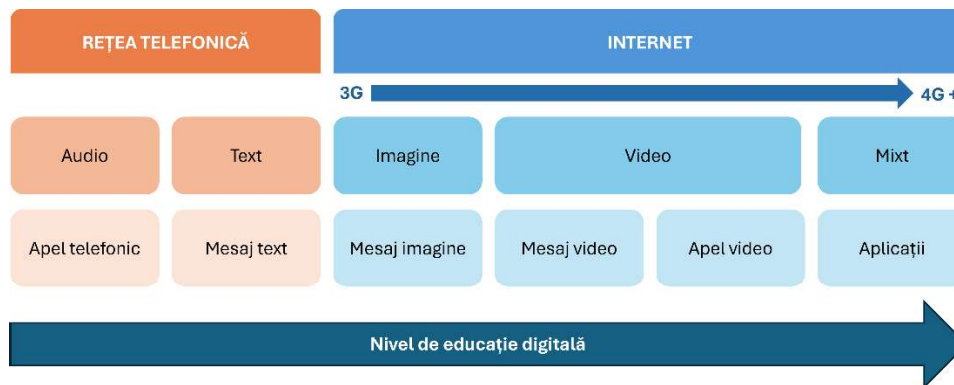 REȚEA TELEFONICĂ
INTERNET
3G
4G +
Audio
Text
Imagine
Video
Mixt
Apel telefonic
Mesaj text
Mesaj imagine
Mesaj video
Apel video
Aplicații
Nivel de educație digitală